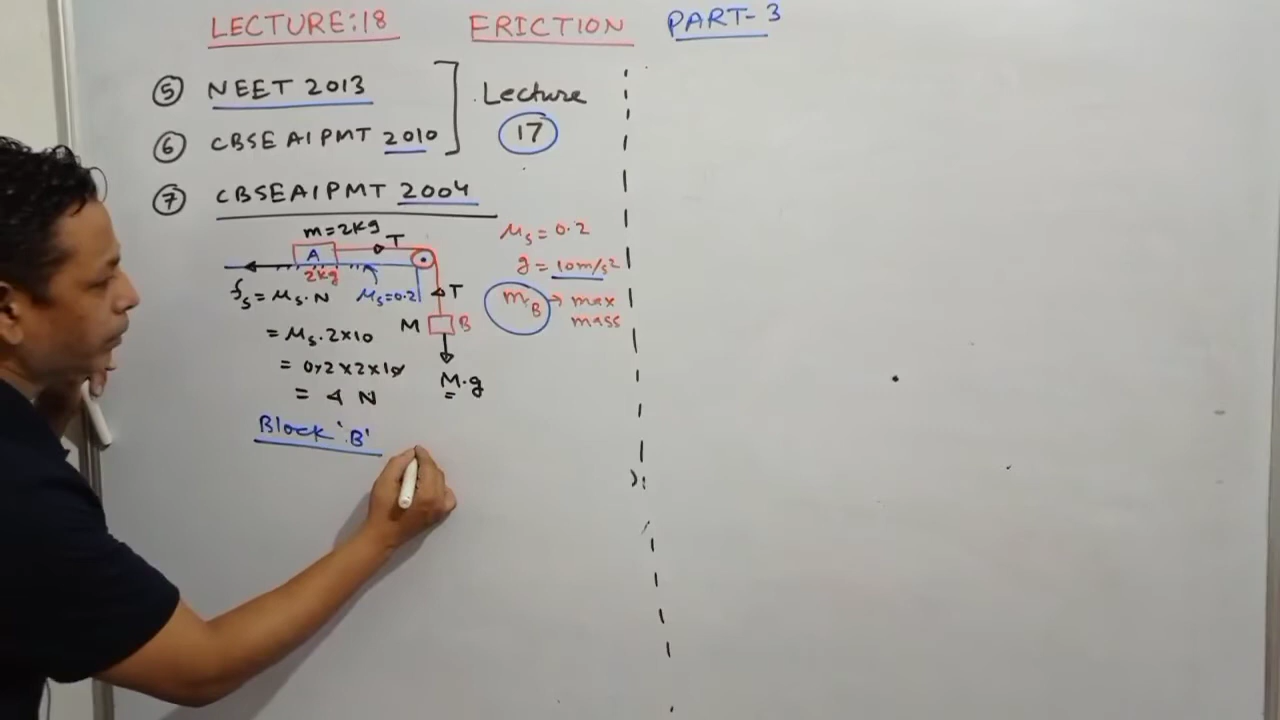 LECTURE:18 FRICTION PART-3
⑤ NEET 2013
⑥ CBSE AIPMT 2010
Lecture
17
⑦ CBSEAIPMT 2004
m=2kg
T
A
2kg
μs=0.2
T
M B
M.g
fs = μs.N
= μs.2×10
= 0.2×2×10
= 4 N
μs = 0.2
g = 10m/s²
mB → max
mass
Block 'B'